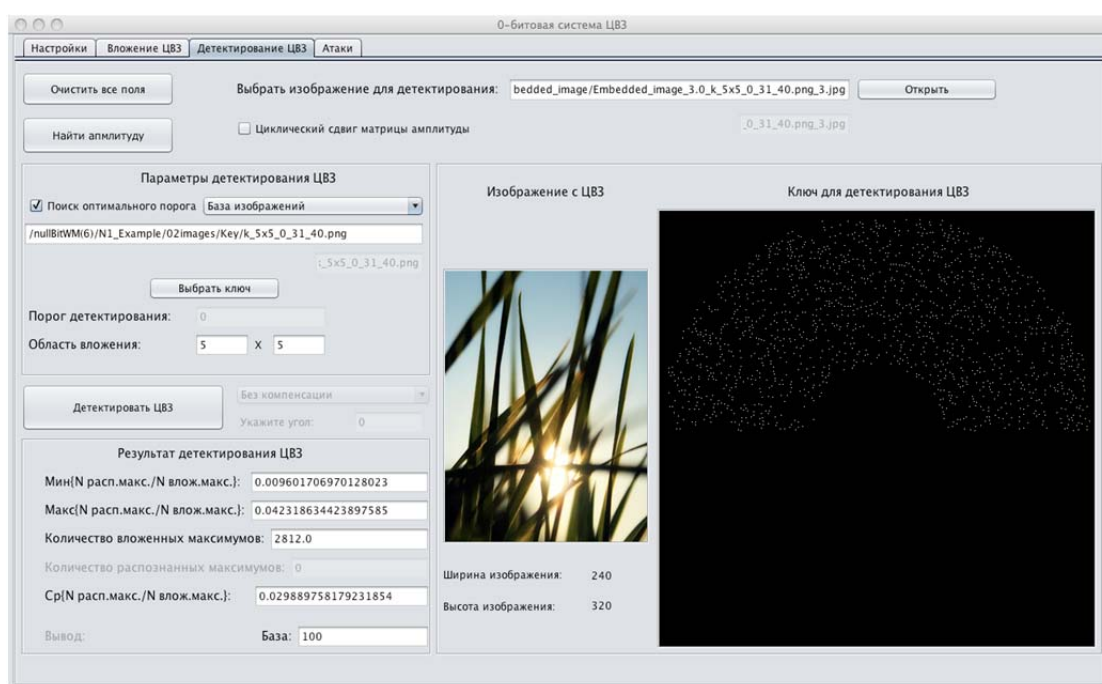 0-битовая система ЦВЗ
Настройки Вложение ЦВЗ Детектирование ЦВЗ Атаки
Очистить все поля Выбрать изображение для детектирования: bedded_image/Embedded_image_3.0_k_5x5_0_31_40.png_3.jpg Открыть
Найти апмлитуду Циклический сдвиг матрицы амплитуды _0_31_40.png_3.jpg
Параметры детектирования ЦВЗ
Поиск оптимального порога База изображений
/nullBitWM(6)/N1_Example/02images/Key/k_5x5_0_31_40.png
:_5x5_0_31_40.png
Выбрать ключ
Порог детектирования: 0
Область вложения: 5 X 5
Детектировать ЦВЗ Без компенсации
Укажите угол: 0
Результат детектирования ЦВЗ
Мин{N расп.макс./N влож.макс.}: 0.009601706970128023
Макс{N расп.макс./N влож.макс.}: 0.042318634423897585
Количество вложенных максимумов: 2812.0
Количество распознанных максимумов: 0
Ср{N расп.макс./N влож.макс.}: 0.029889758179231854
Вывод: База: 100
Изображение с ЦВЗ Ключ для детектирования ЦВЗ
Ширина изображения: 240
Высота изображения: 320